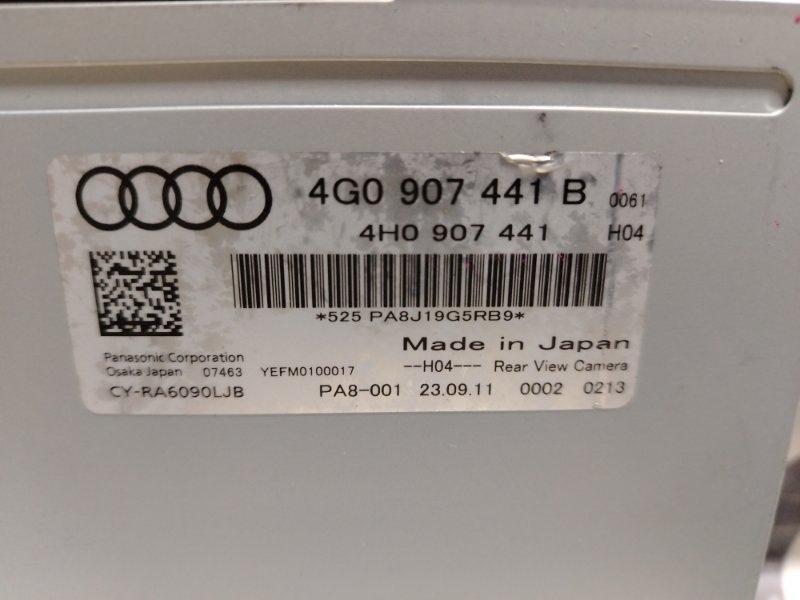 4G0 907 441 B 0061
4H0 907 441 H04
*525 PA8J19G5RB9*
Made in Japan
Panasonic Corporation
Osaka Japan 07463 YEFM0100017 --H04--- Rear View Camera
CY-RA6090LJB PA8-001 23.09.11 0002 0213